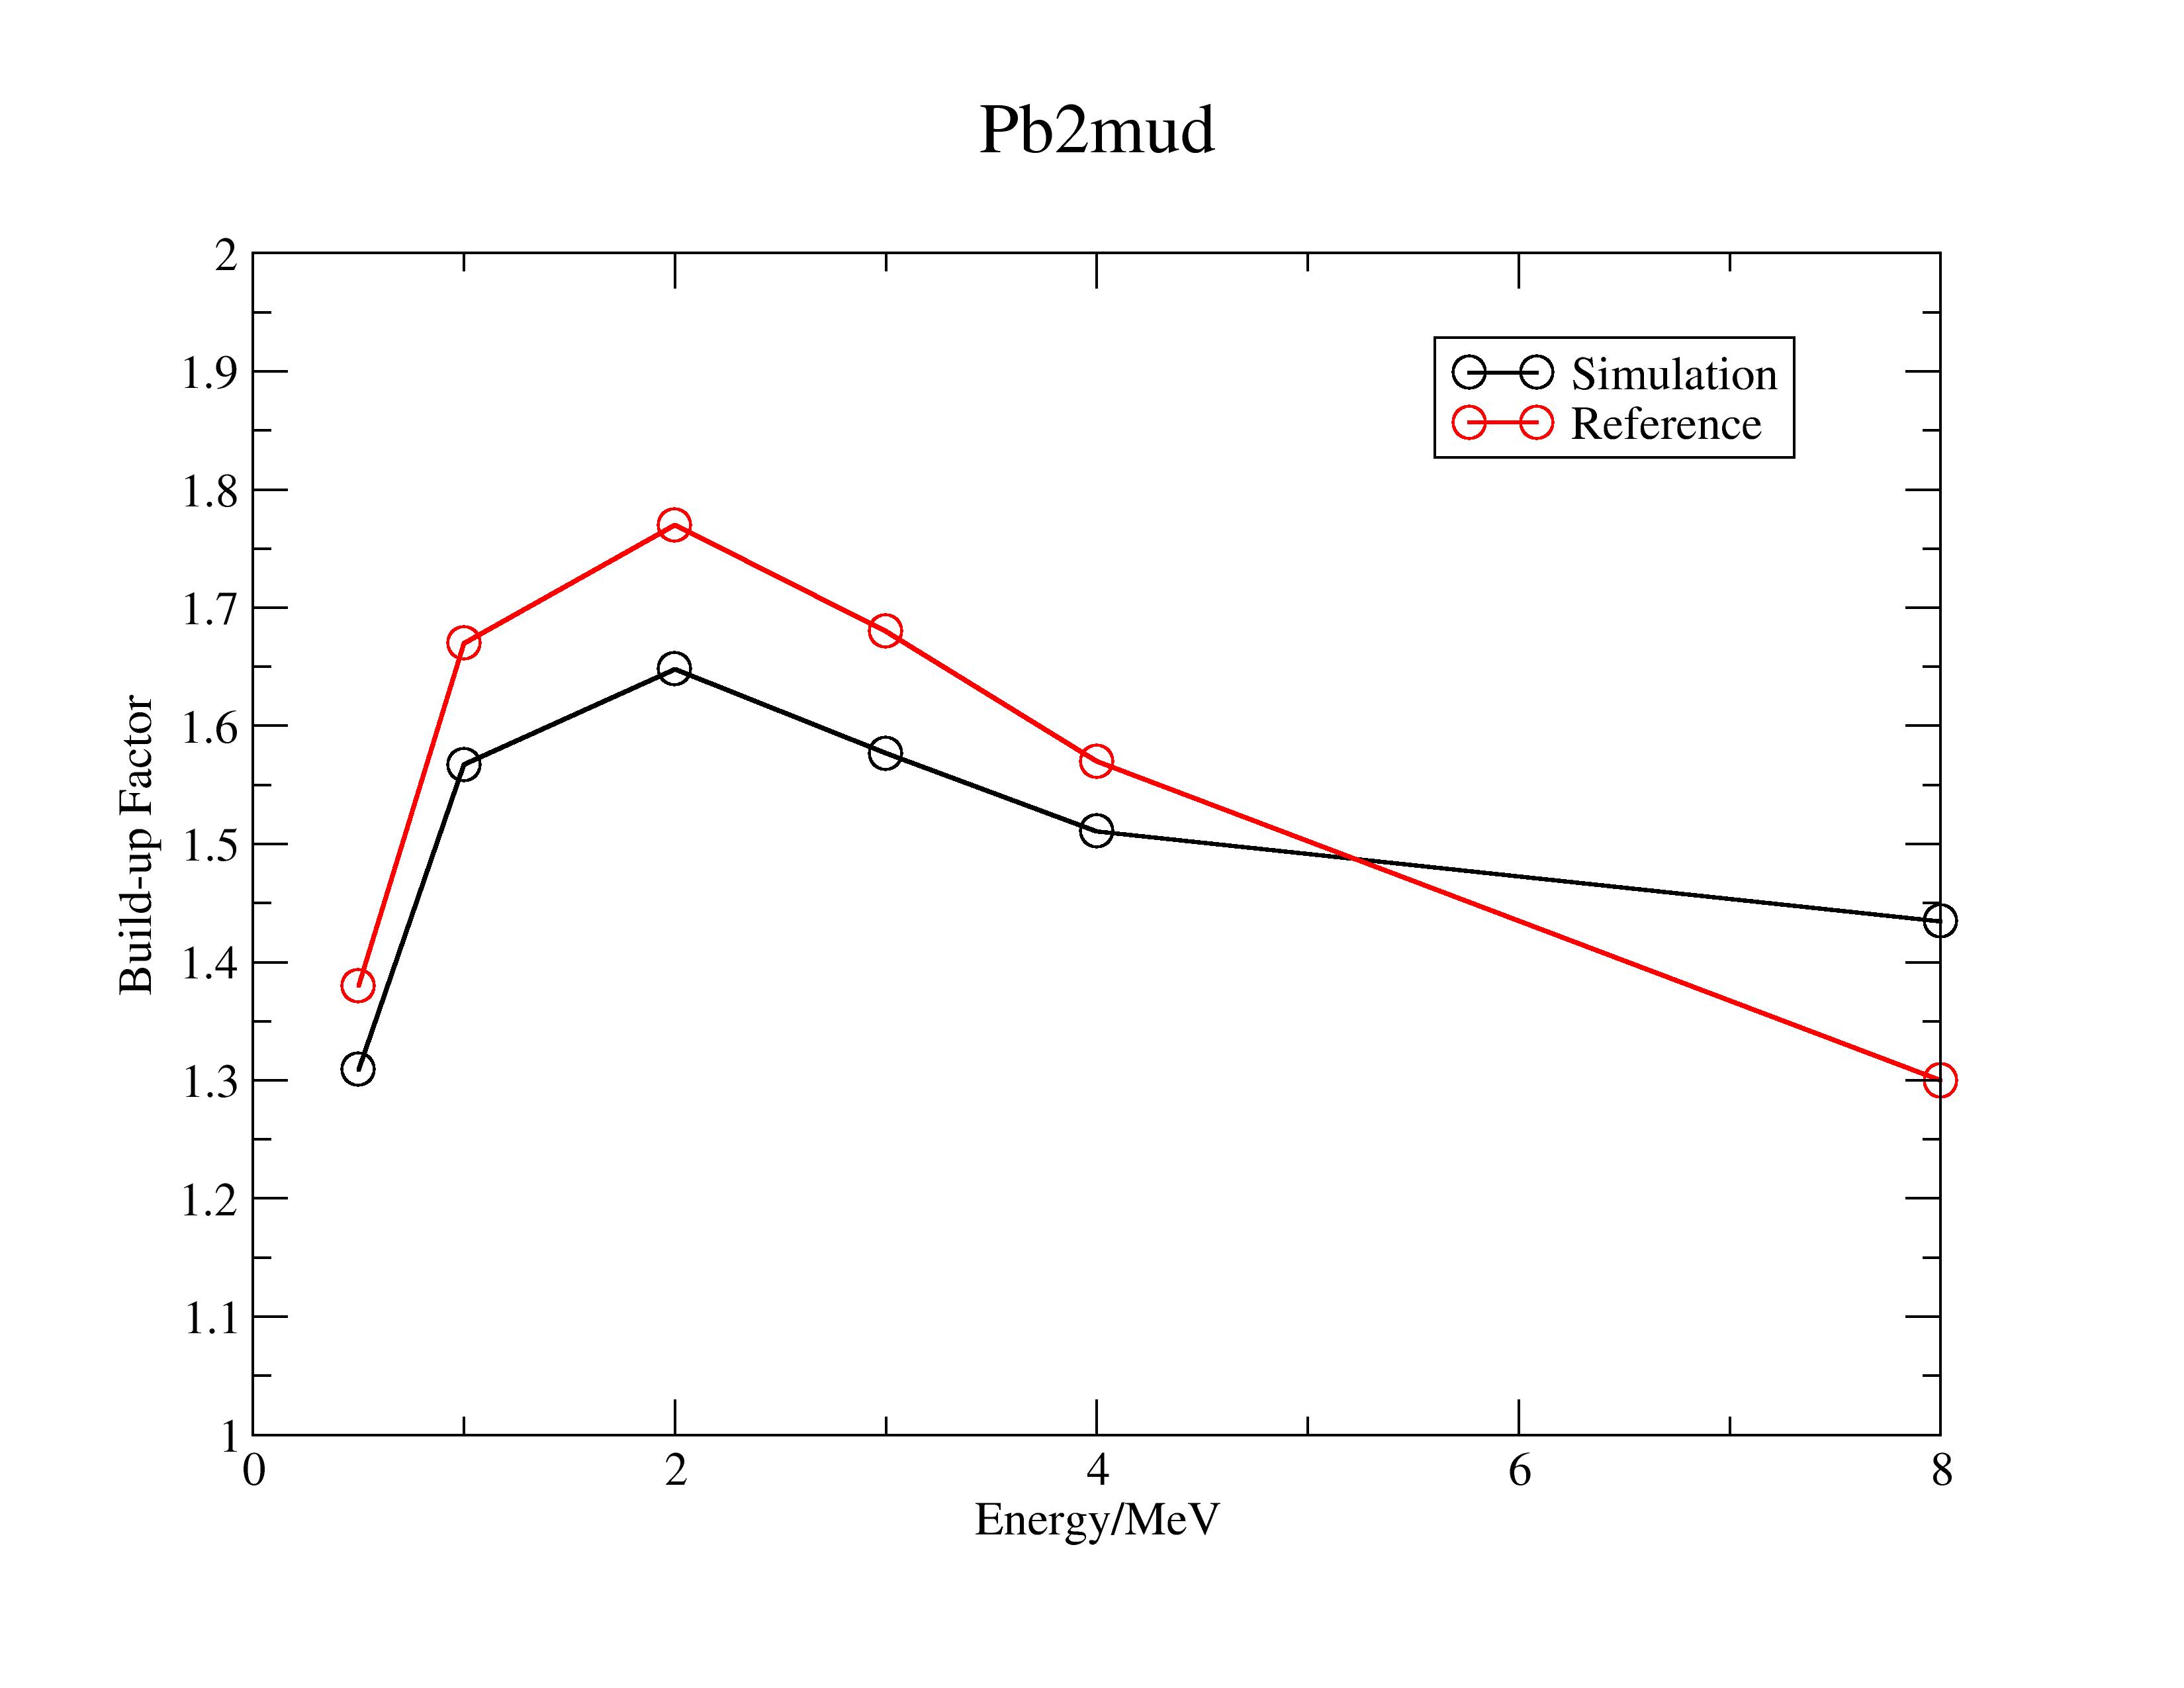 Pb2mud
2
1.9
1.8
1.7
1.6
1.5
1.4
1.3
1.2
1.1
1
Build-up Factor
Simulation
Reference
0 2 4 6 8
Energy/MeV